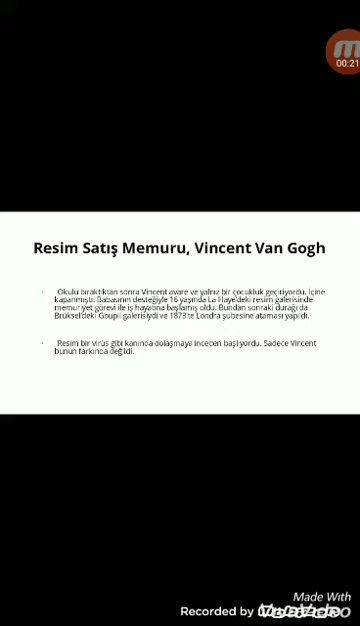 00:21
Resim Satış Memuru, Vincent Van Gogh
· Okulu bıraktıktan sonra Vincent avare ve yalnız bir çocukluk geçiriyordu. İçine
kapanmıştı. Babasının desteğiyle 16 yaşında La Haye'deki resim galerisinde
memuriyet görevi ile iş hayatına başlamış oldu. Bundan sonraki durağı da
Brüksel'deki Goupil galerisiydi ve 1873'te Londra şubesine ataması yapıldı.
· Resim bir virüs gibi kanında dolaşmaya inceden başlıyordu. Sadece Vincent
bunun farkında değildi.
Made With
Recorded by